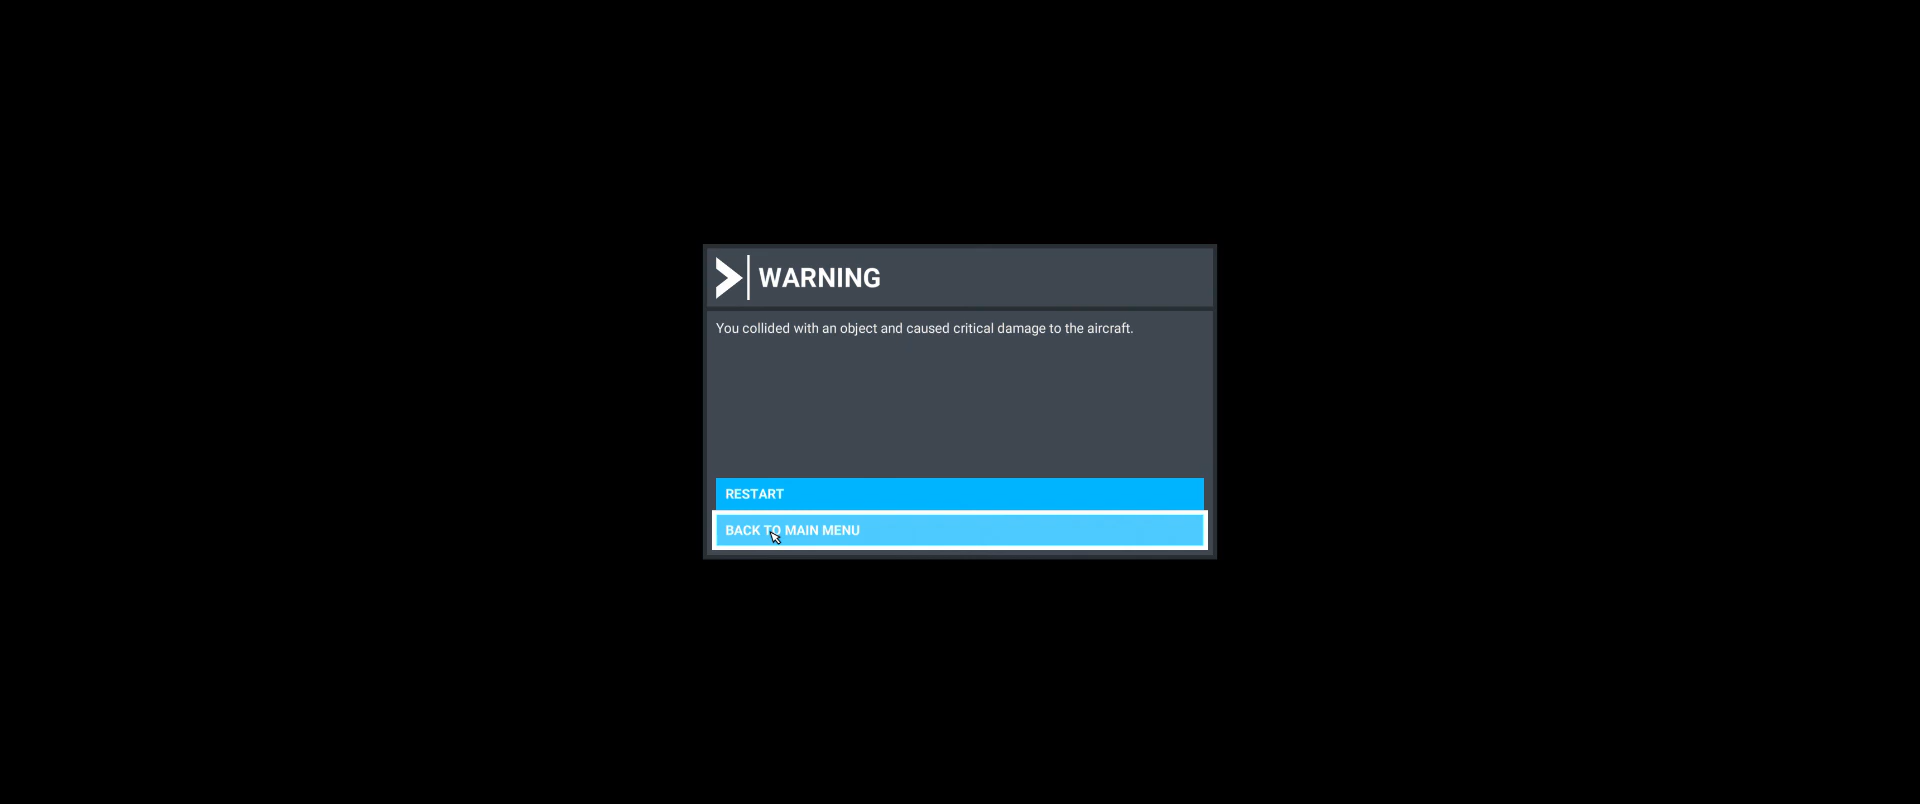 WARNING
You collided with an object and caused critical damage to the aircraft.
RESTART
BACK TO MAIN MENU